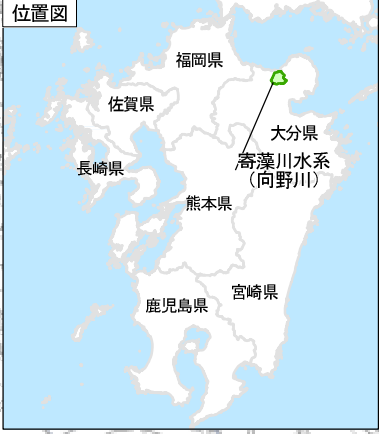 位置図
福岡県
佐賀県
大分県
長崎県
寄藻川水系
（向野川）
熊本県
宮崎県
鹿児島県